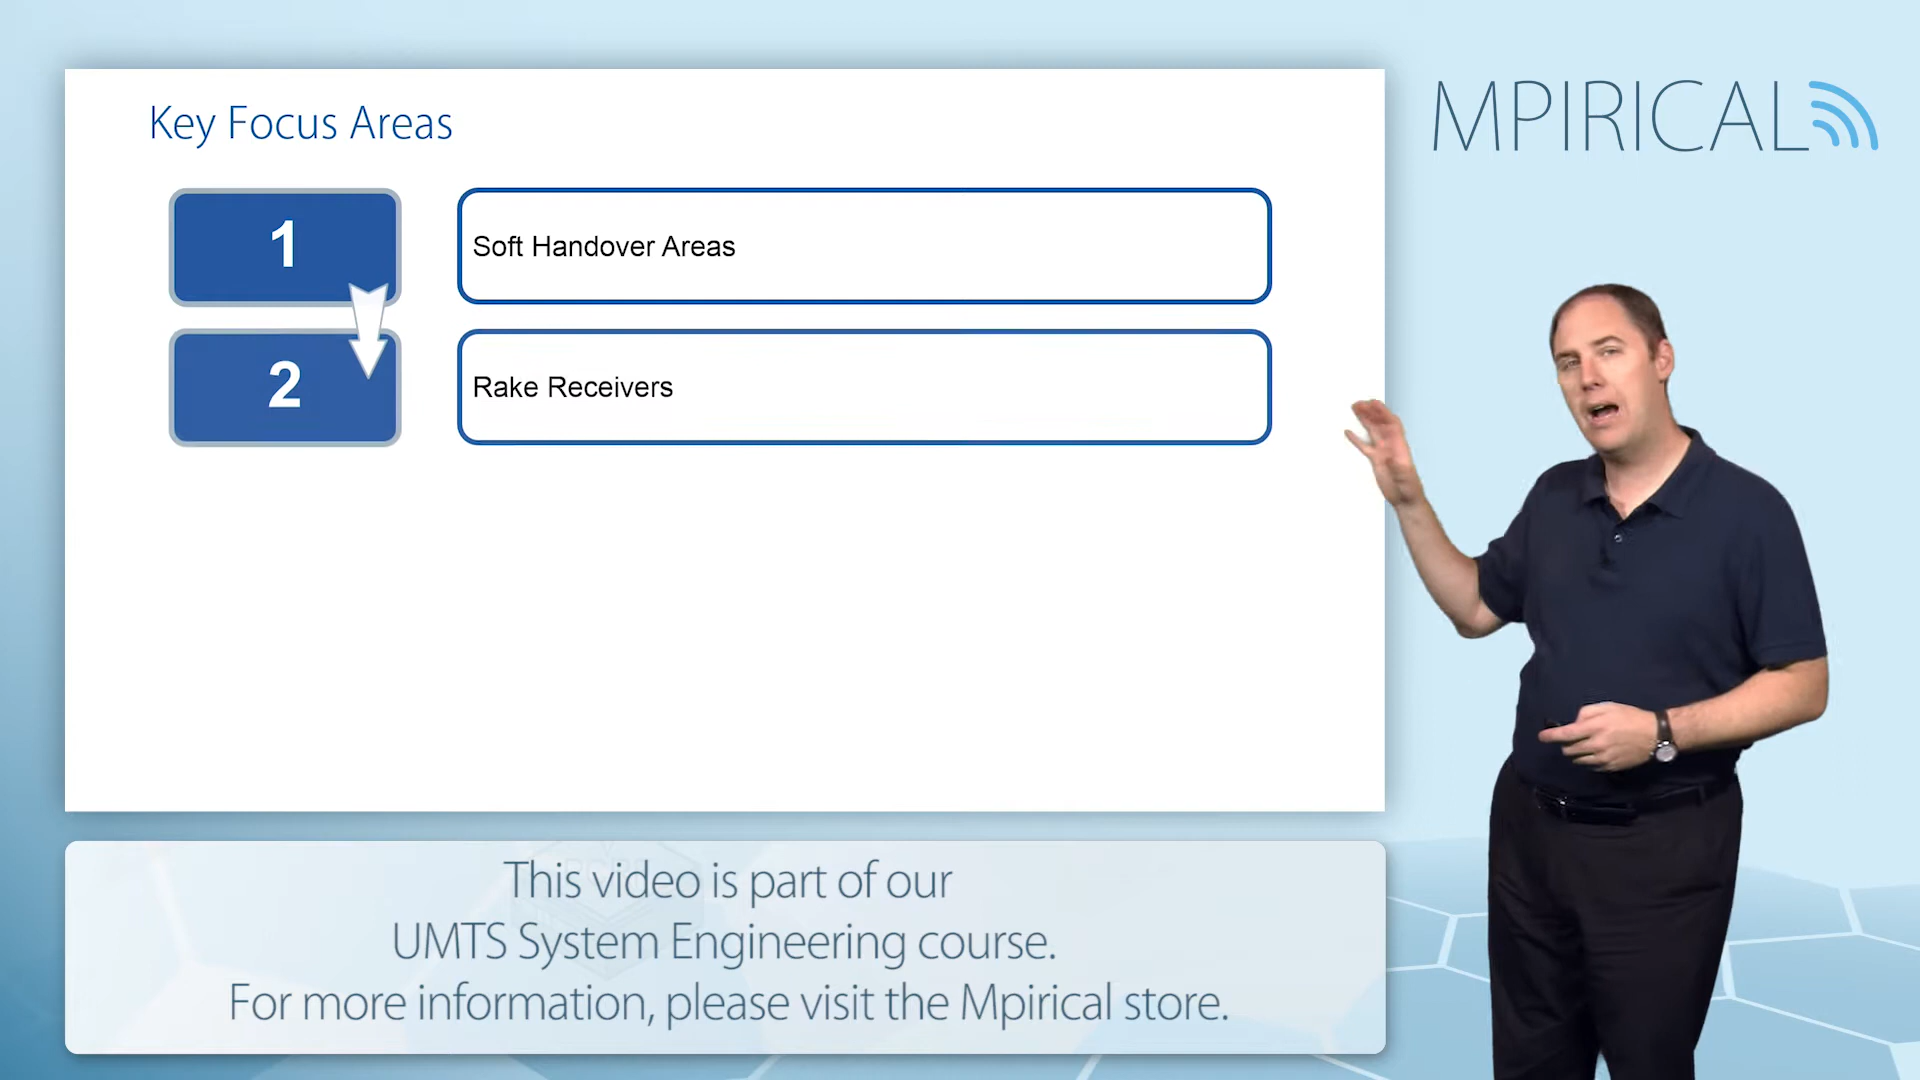 Key Focus Areas
MPIRICAL
1
Soft Handover Areas
2
Rake Receivers
This video is part of our
UMTS System Engineering course.
For more information, please visit the Mpirical store.